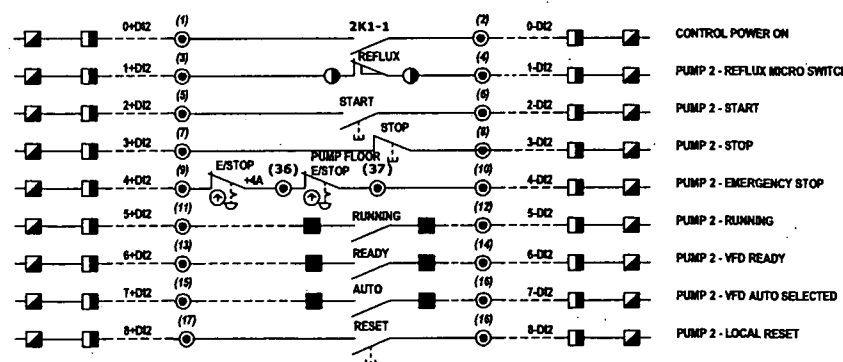 0+DI2 (1) 2K1-1 (2) 0-DI2 CONTROL POWER ON
1+DI2 (3) REFLUX (4) 1-DI2 PUMP 2 - REFLUX MICRO SWITCH
2+DI2 (5) START (6) 2-DI2 PUMP 2 - START
3+DI2 (7) STOP (8) 3-DI2 PUMP 2 - STOP
4+DI2 (9) E/STOP +4A (36) PUMP FLOOR E/STOP (37) (10) 4-DI2 PUMP 2 - EMERGENCY STOP
5+DI2 (11) RUNNING (12) 5-DI2 PUMP 2 - RUNNING
6+DI2 (13) READY (14) 6-DI2 PUMP 2 - VFD READY
7+DI2 (15) AUTO (16) 7-DI2 PUMP 2 - VFD AUTO SELECTED
8+DI2 (17) RESET (16) 8-DI2 PUMP 2 - LOCAL RESET